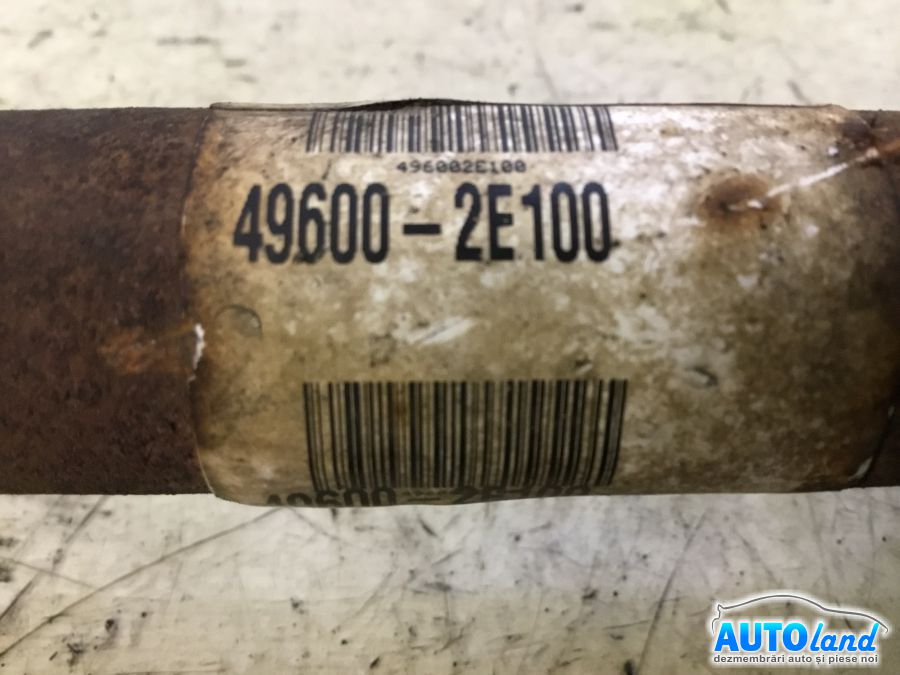 496002E100
49600-2E100
AUTOland
dezmembrări auto și piese noi